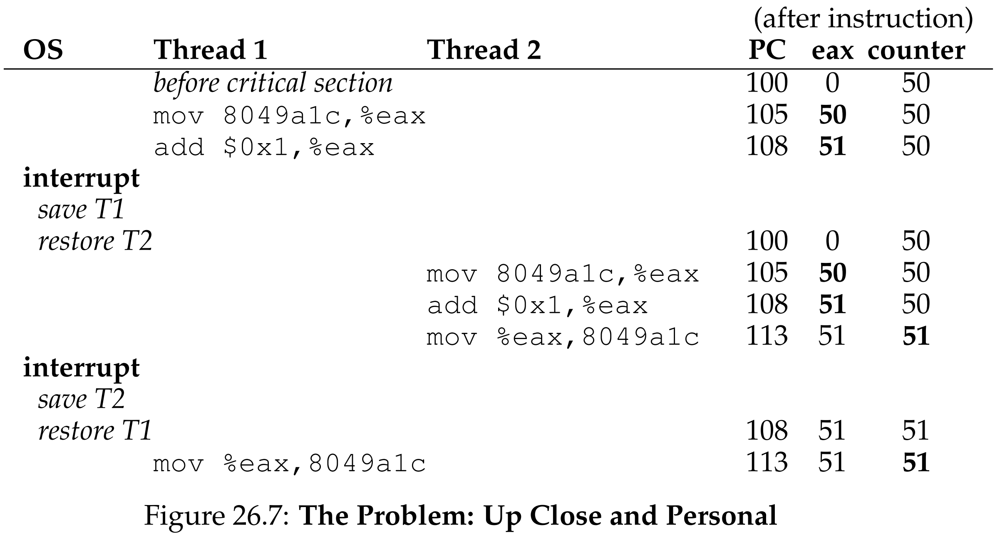 (after instruction)
OS Thread 1 Thread 2 PC eax counter
before critical section 100 0 50
mov 8049a1c,%eax 105 50 50
add $0x1,%eax 108 51 50
interrupt
save T1
restore T2 100 0 50
mov 8049a1c,%eax 105 50 50
add $0x1,%eax 108 51 50
mov %eax,8049a1c 113 51 51
interrupt
save T2
restore T1 108 51 51
mov %eax,8049a1c 113 51 51
Figure 26.7: The Problem: Up Close and Personal